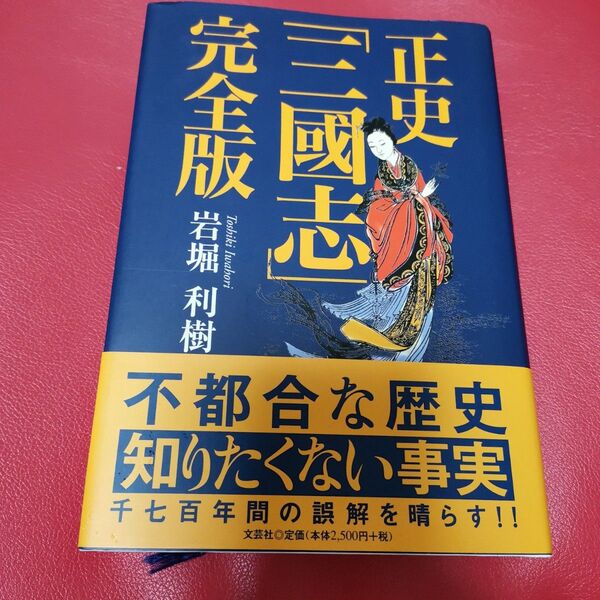 正史
「三國志」
完全版
岩堀 利樹
Toshiki Iwabori
不都合な歴史
知りたくない事実
千七百年間の誤解を晴らす!!
文芸社◎定価(本体2,500円+税)